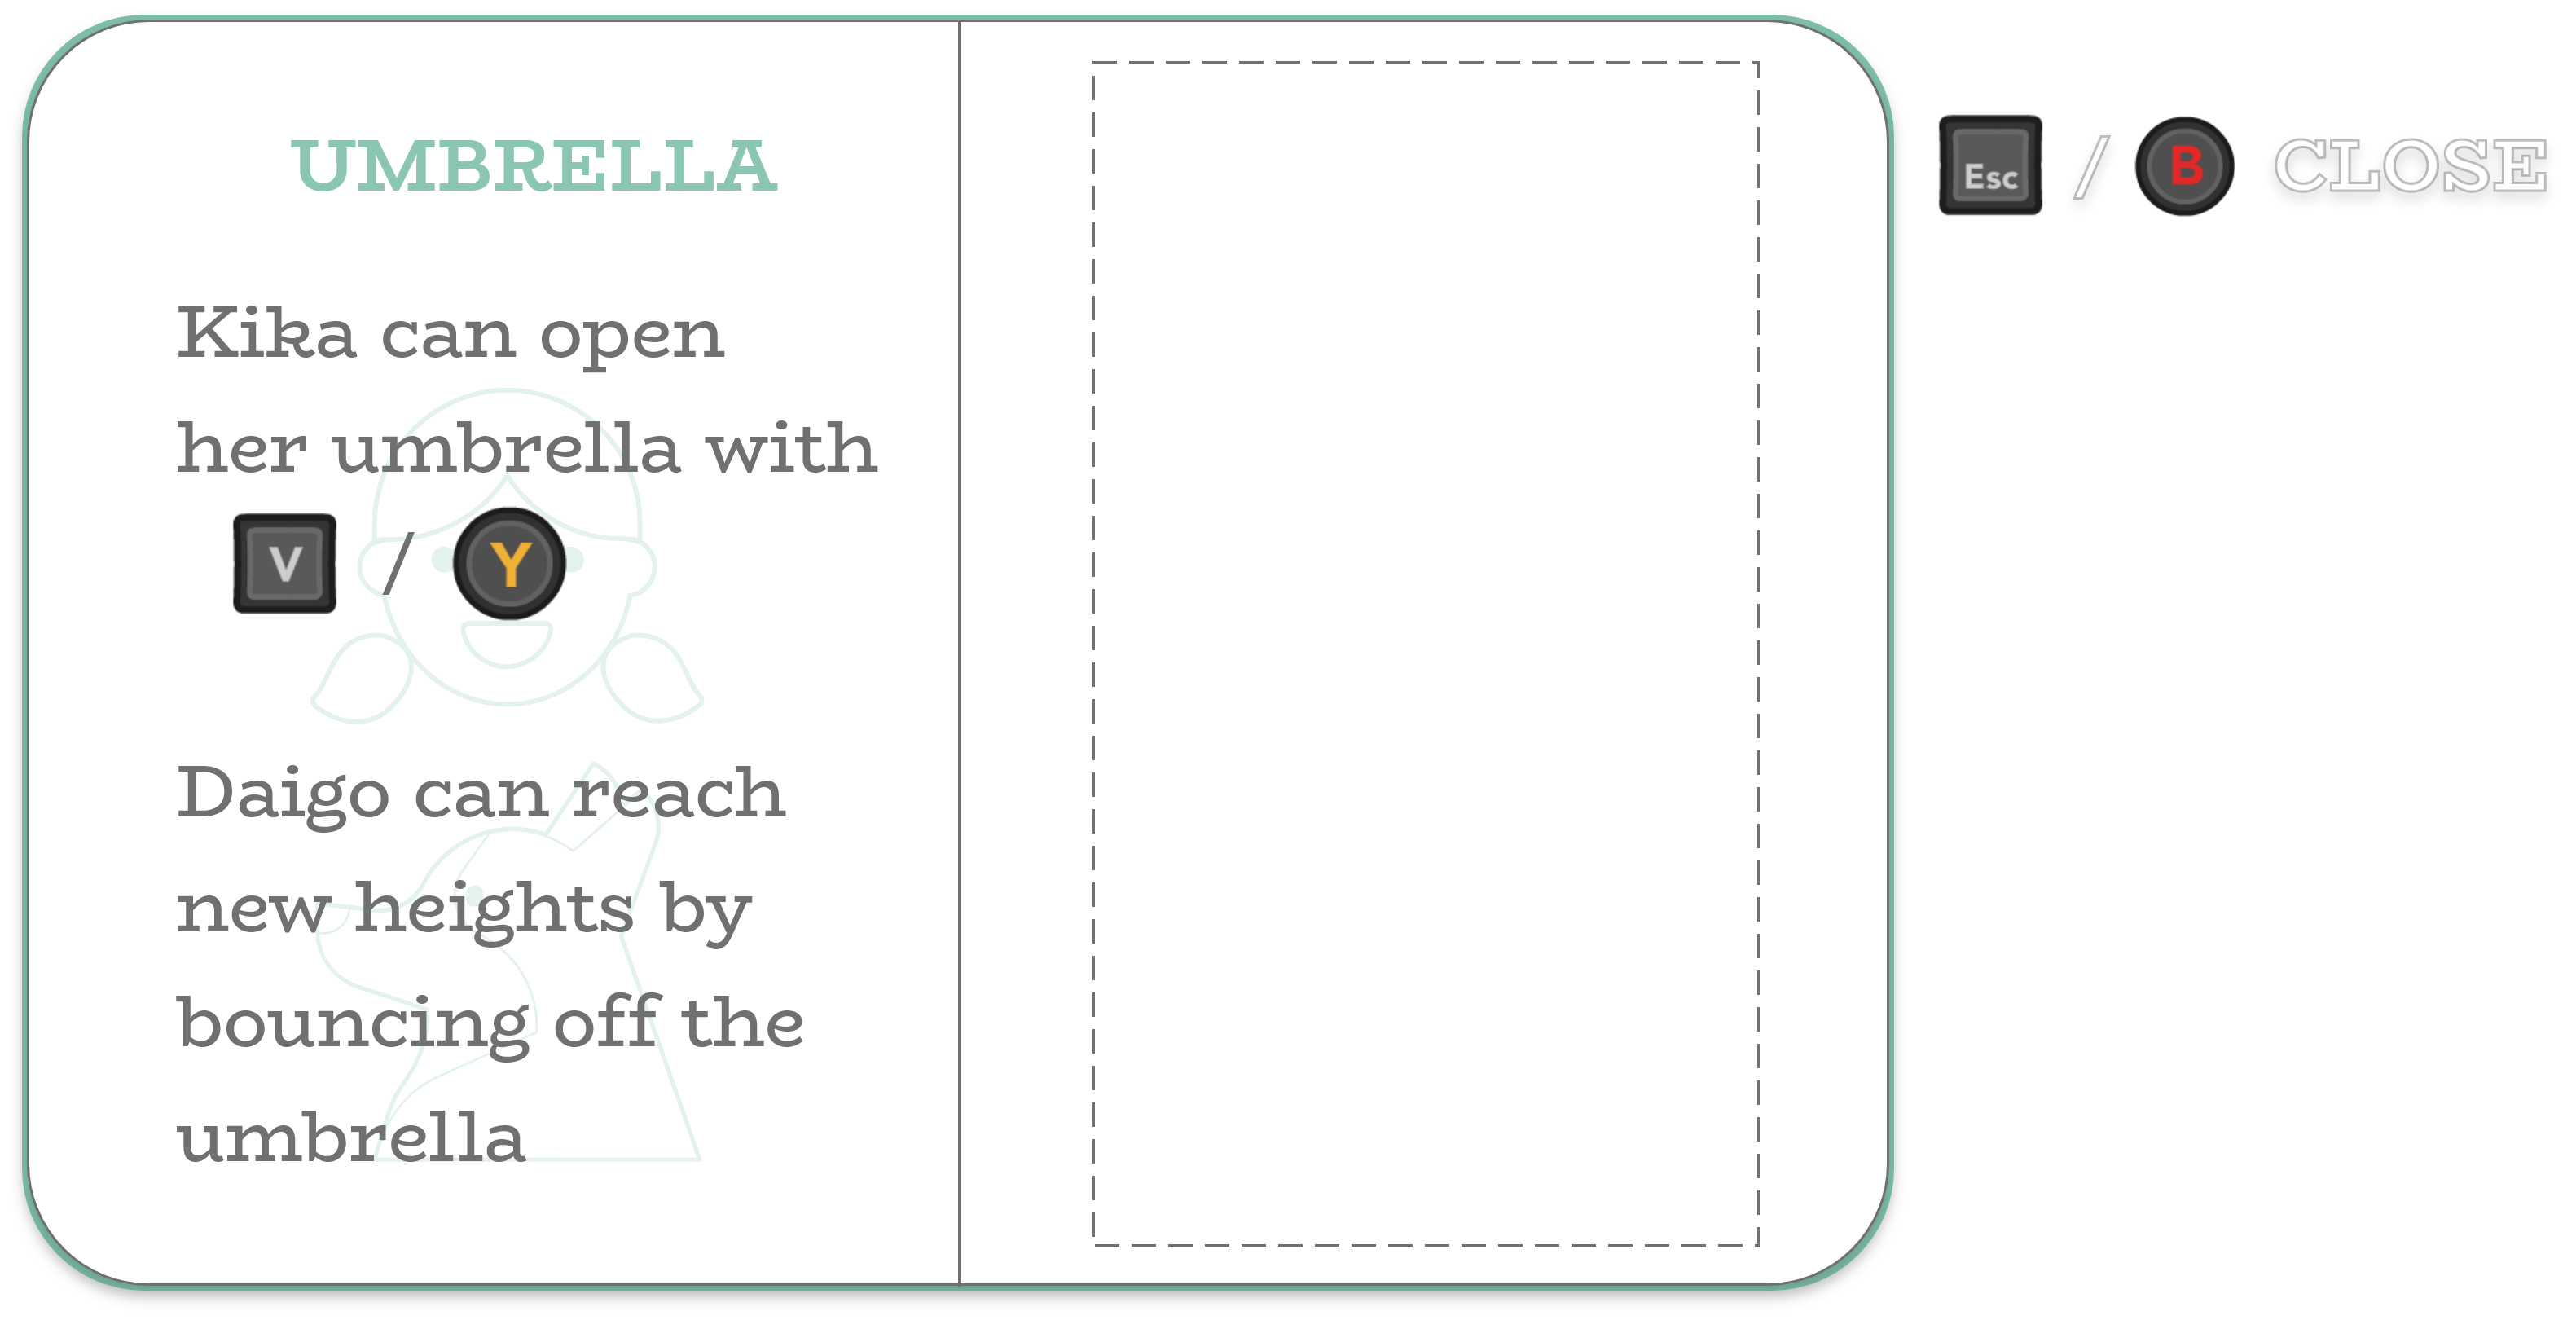 UMBRELLA
Kika can open
her umbrella with
V / Y
Daigo can reach
new heights by
bouncing off the
umbrella
Esc / B CLOSE